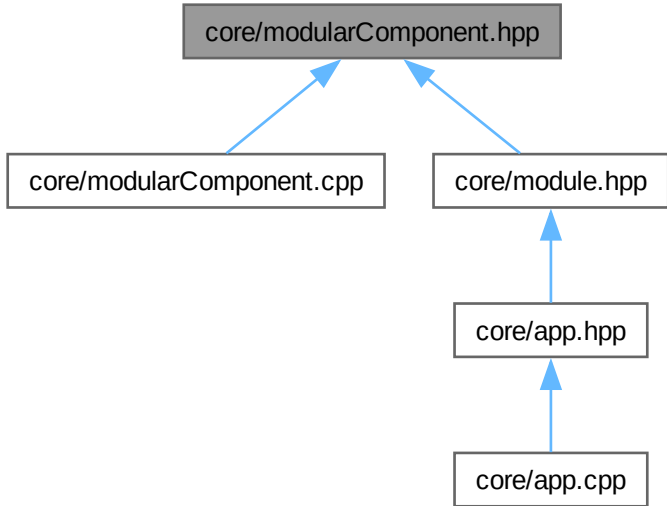 core/modularComponent.hpp
core/modularComponent.cpp
core/module.hpp
core/app.hpp
core/app.cpp